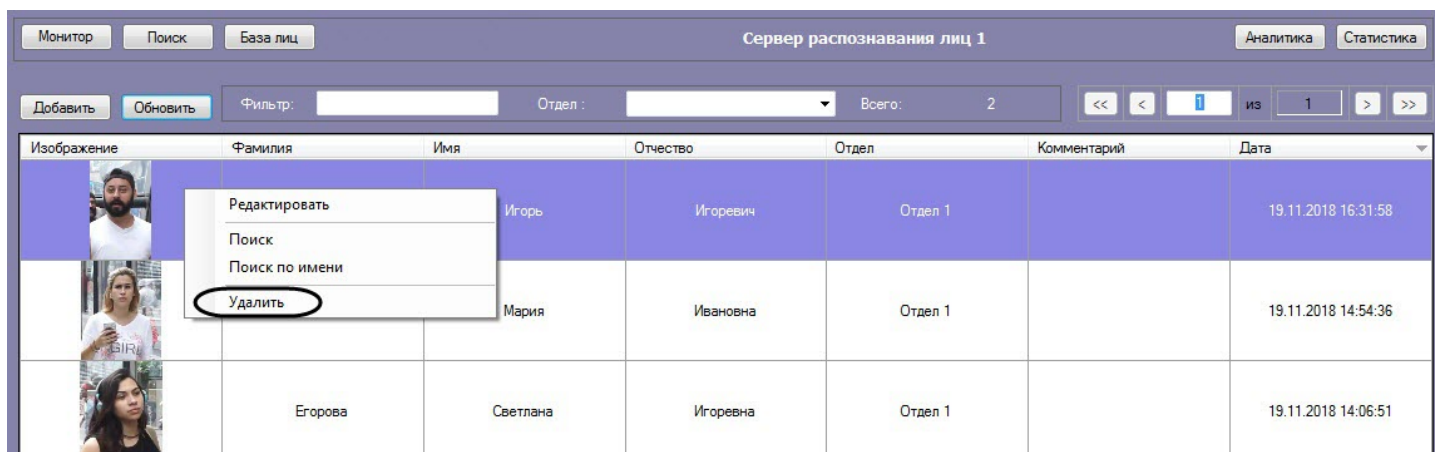 Монитор Поиск База лиц Сервер распознавания лиц 1 Аналитика Статистика
Добавить Обновить Фильтр: Отдел : Всего: 2 << < 1 из 1 > >>
Изображение Фамилия Имя Отчество Отдел Комментарий Дата
Редактировать
Игорь Игоревич Отдел 1 19.11.2018 16:31:58
Поиск
Поиск по имени
Удалить
Мария Ивановна Отдел 1 19.11.2018 14:54:36
GIRL
Егорова Светлана Игоревна Отдел 1 19.11.2018 14:06:51